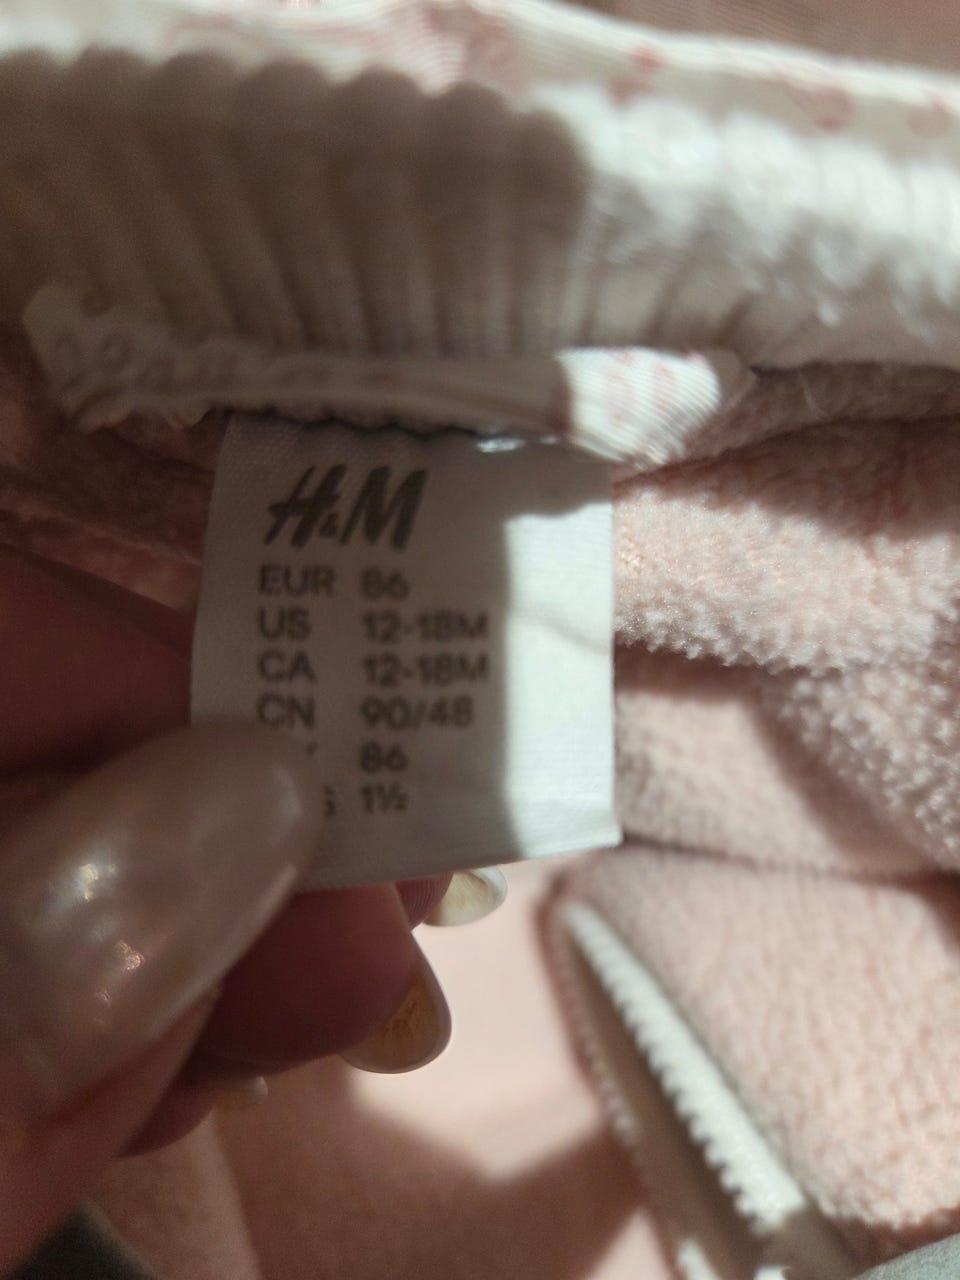 H&M
EUR 86
US 12-18M
CA 12-18M
CN 90/48
86
1½